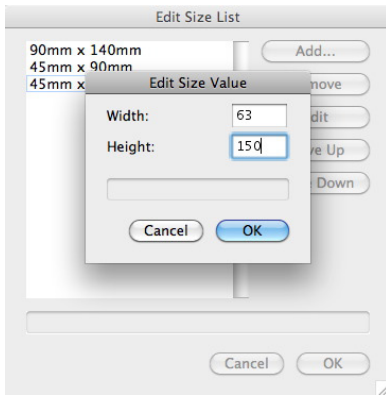 Edit Size List
90mm x 140mm
45mm x 90mm
45mm x
Add...
move
dit
ve Up
Down
Edit Size Value
Width: 63
Height: 150
Cancel OK
Cancel OK